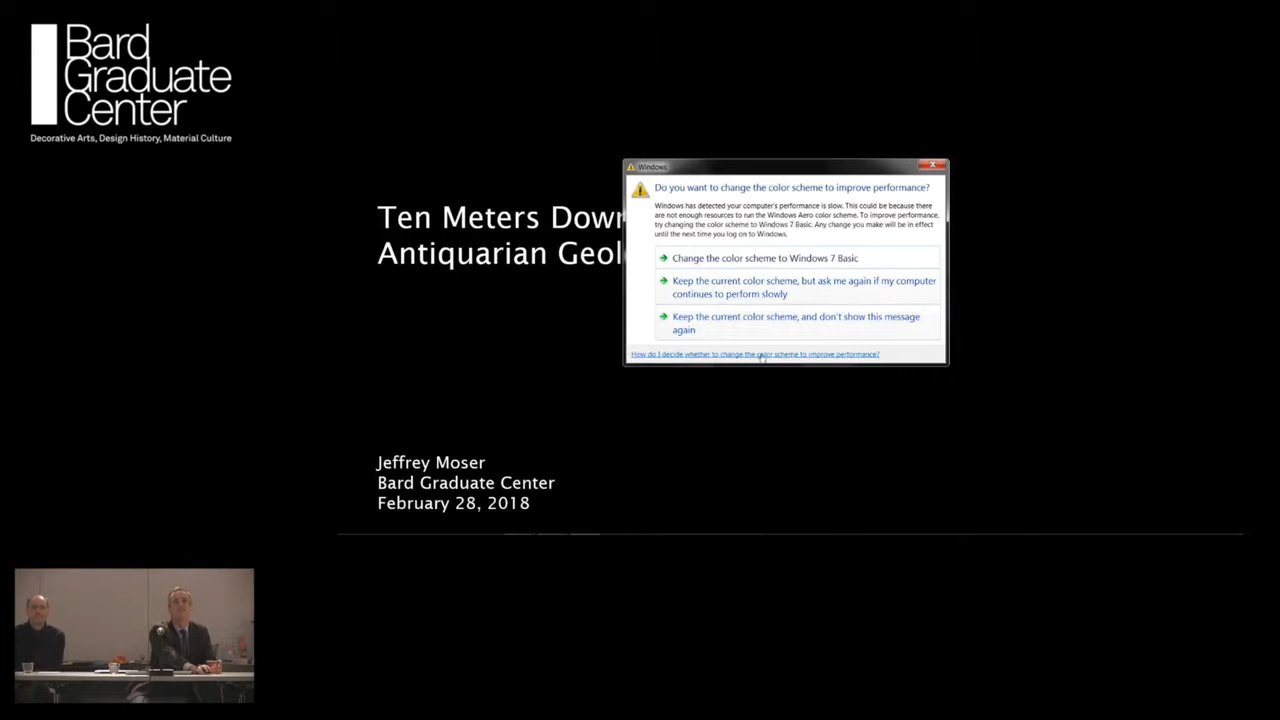 Bard
Graduate
Center
Decorative Arts, Design History, Material Culture
Ten Meters Down
Antiquarian Geol
Windows
Do you want to change the color scheme to improve performance?
Windows has detected your computer's performance is slow. This could be because there
are not enough resources to run the Windows Aero color scheme. To improve performance,
try changing the color scheme to Windows 7 Basic. Any change you make will be in effect
until the next time you log on to Windows.
Change the color scheme to Windows 7 Basic
Keep the current color scheme, but ask me again if my computer
continues to perform slowly
Keep the current color scheme, and don't show this message
again
How do I decide whether to change the color scheme to improve performance?
Jeffrey Moser
Bard Graduate Center
February 28, 2018